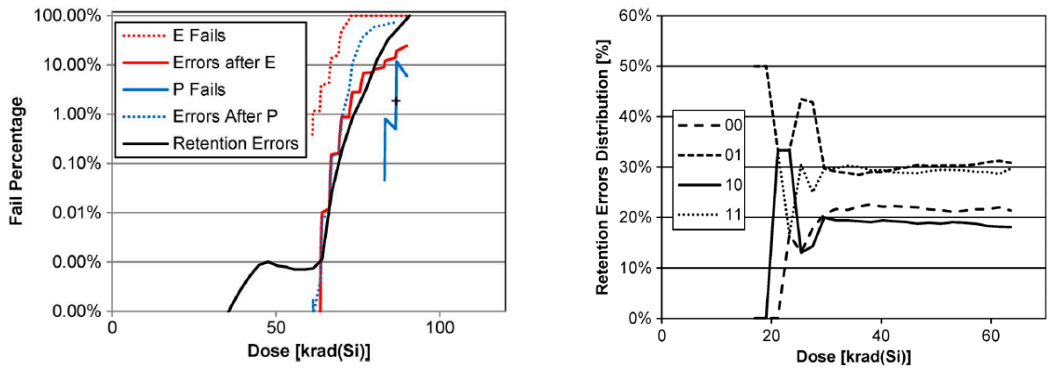 100.00%
10.00%
1.00%
0.10%
0.01%
0.00%
0.00%
Fail Percentage
E Fails
Errors after E
P Fails
Errors After P
Retention Errors
0 50 100
Dose [krad(Si)]
60%
50%
40%
30%
20%
10%
0%
Retention Errors Distribution [%]
00
01
10
11
0 20 40 60
Dose [krad(Si)]